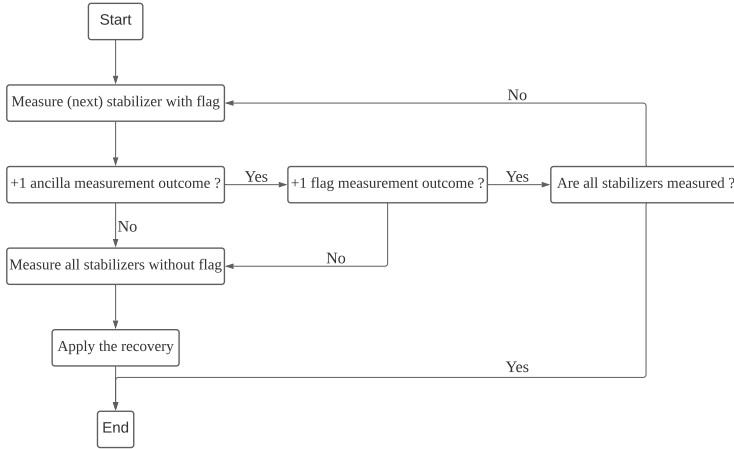 Start
Measure (next) stabilizer with flag
No
+1 ancilla measurement outcome ?
Yes
+1 flag measurement outcome ?
Yes
Are all stabilizers measured ?
No
Measure all stabilizers without flag
No
Apply the recovery
Yes
End